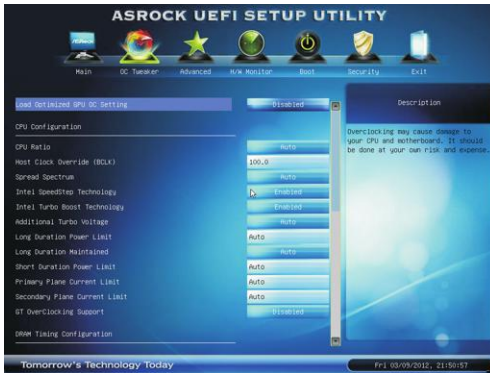 ASROCK UEFI SETUP UTILITY
Main OC Tweaker Advanced H/W Monitor Boot Security Exit
Load Optimized GPU OC Setting Disabled
Description
Overclocking may cause damage to
your CPU and motherboard. It should
be done at your own risk and expense.
CPU Configuration
CPU Ratio Auto
Host Clock Override (BCLK) 100.0
Spread Spectrum Auto
Intel SpeedStep Technology Enabled
Intel Turbo Boost Technology Enabled
Additional Turbo Voltage Auto
Long Duration Power Limit Auto
Long Duration Maintained Auto
Short Duration Power Limit Auto
Primary Plane Current Limit Auto
Secondary Plane Current Limit Auto
GT OverClocking Support Disabled
DRAM Timing Configuration
Tomorrow's Technology Today
Fri 03/09/2012, 21:50:57